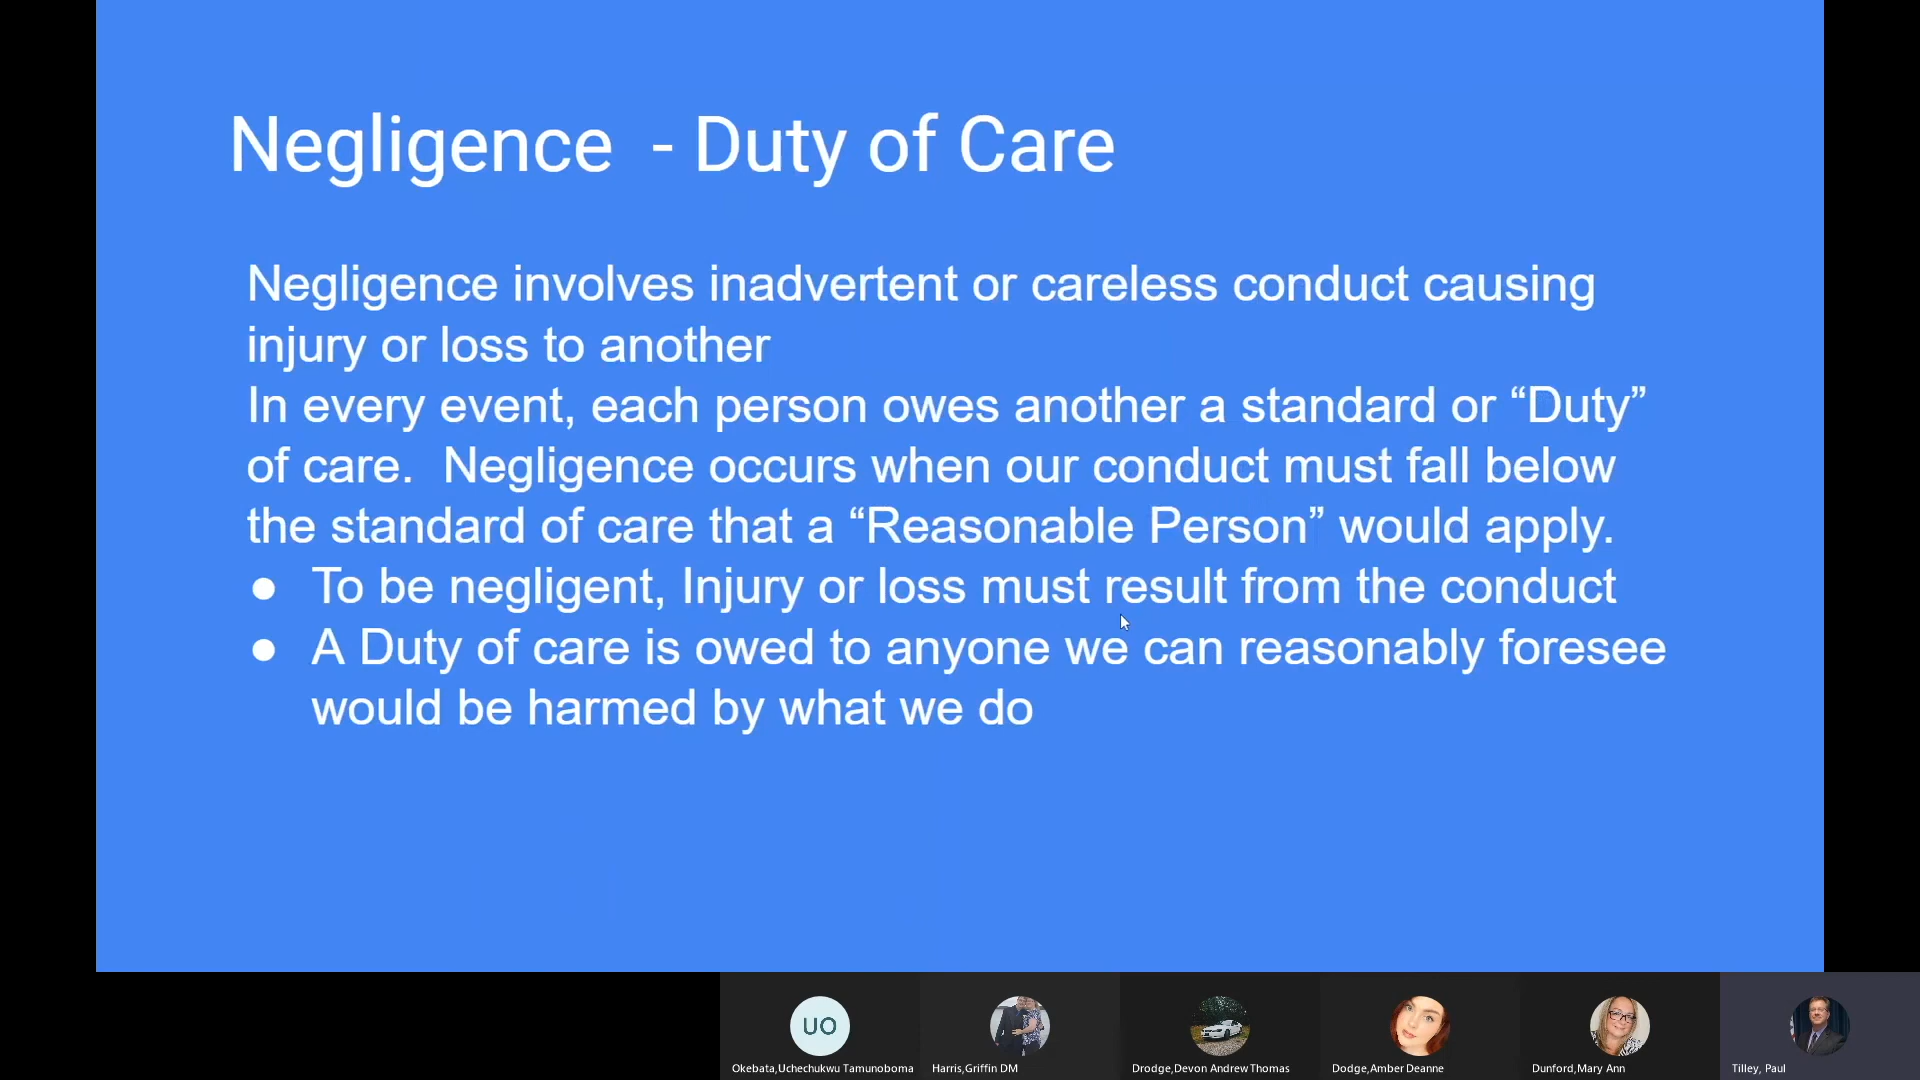 Negligence - Duty of Care
Negligence involves inadvertent or careless conduct causing
injury or loss to another
In every event, each person owes another a standard or “Duty”
of care. Negligence occurs when our conduct must fall below
the standard of care that a “Reasonable Person” would apply.
● To be negligent, Injury or loss must result from the conduct
● A Duty of care is owed to anyone we can reasonably foresee
would be harmed by what we do
UO
Okebata,Uchechukwu Tamunoboma
Harris,Griffin DM
Drodge,Devon Andrew Thomas
Dodge,Amber Deanne
Dunford,Mary Ann
Tilley, Paul